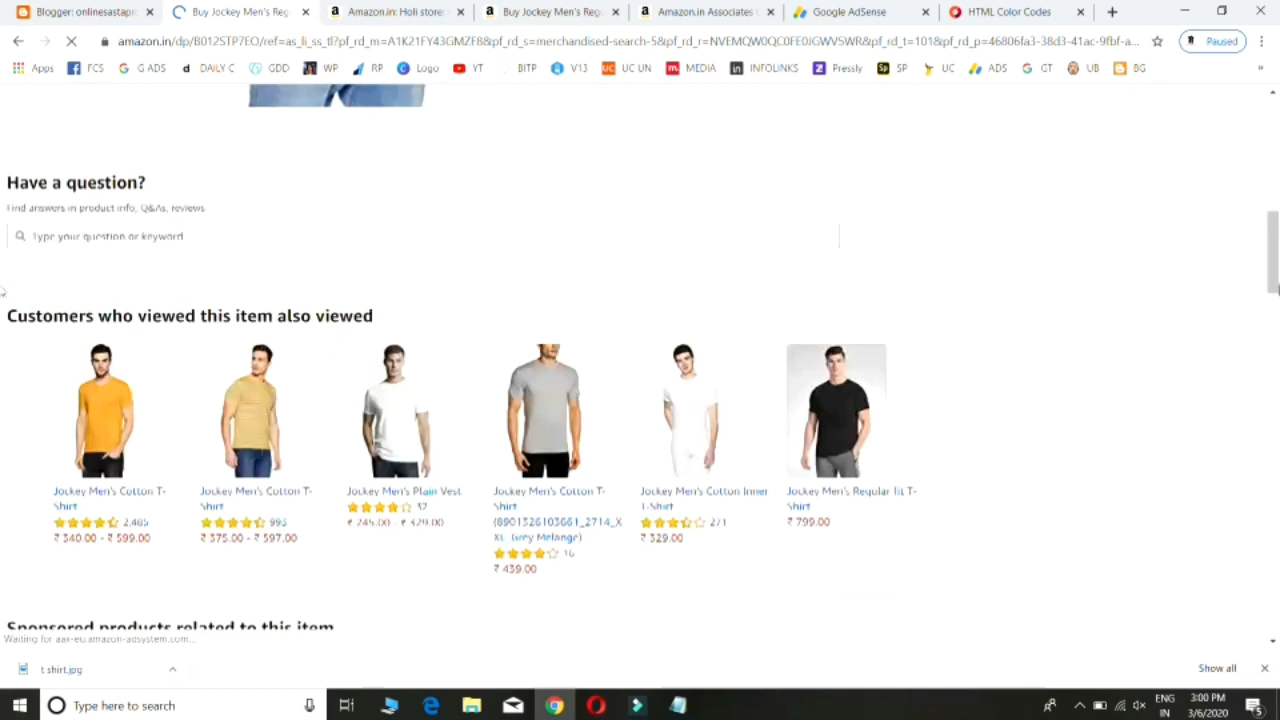 Blogger: onlinesastapr
Buy Jockey Men's Reg
Amazon.in: Holi store:
Buy Jockey Men's Reg
Amazon.in Associates
Google AdSense
HTML Color Codes
amazon.in/dp/B012STP7EO/ref=as_li_ss_tl?pf_rd_m=A1K21FY43GMZF8&pf_rd_s=merchandised-search-5&pf_rd_r=NVEMQW0QC0FE0JGWV5WR&pf_rd_t=101&pf_rd_p=46806fa3-38d3-41ac-9fbf-a...
Paused
Apps FCS G ADS DAILY C GDD WP RP Logo YT BITP V13 UC UN MEDIA INFOLINKS Pressly SP UC ADS GT UB BG
Have a question?
Find answers in product info, Q&As, reviews
Type your question or keyword
Customers who viewed this item also viewed
Jockey Men's Cotton T-
Shirt
2,485
₹ 340.00 - ₹ 599.00
Jockey Men's Cotton T-
Shirt
993
₹ 375.00 - ₹ 597.00
Jockey Men's Plain Vest
32
₹ 245.00 - ₹ 329.00
Jockey Men's Cotton T-
Shirt
(8901326103661_2714_X
XL_Grey Melange)
16
₹ 439.00
Jockey Men's Cotton Inner
T-Shirt
271
₹ 329.00
Jockey Men's Regular fit T-
Shirt
₹ 799.00
Sponsored products related to this item
Waiting for aax-eu.amazon-adsystem.com...
t shirt.jpg
Show all
Type here to search
ENG
IN
3:00 PM
3/6/2020
5